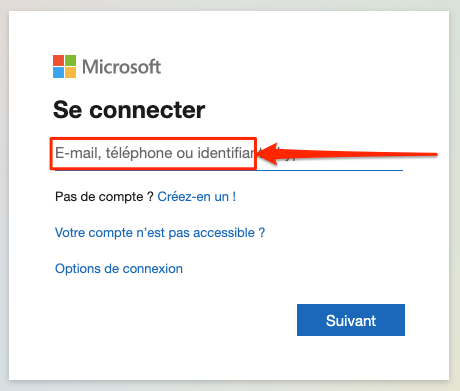 Microsoft
Se connecter
E-mail, téléphone ou identifiant
Pas de compte ? Créez-en un !
Votre compte n'est pas accessible ?
Options de connexion
Suivant